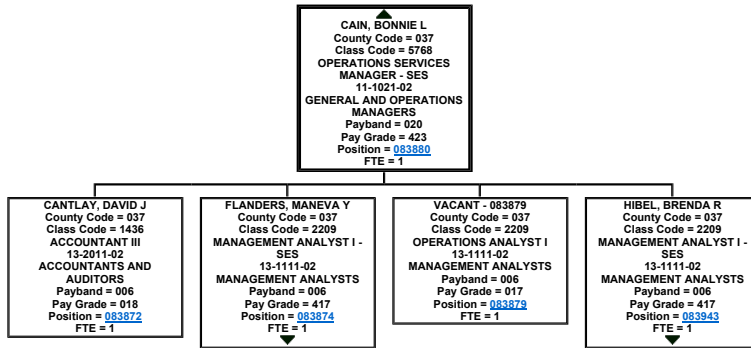 CAIN, BONNIE L
County Code = 037
Class Code = 5768
OPERATIONS SERVICES
MANAGER - SES
11-1021-02
GENERAL AND OPERATIONS
MANAGERS
Payband = 020
Pay Grade = 423
Position = 083880
FTE = 1
CANTLAY, DAVID J
County Code = 037
Class Code = 1436
ACCOUNTANT III
13-2011-02
ACCOUNTANTS AND
AUDITORS
Payband = 006
Pay Grade = 018
Position = 083872
FTE = 1
FLANDERS, MANEVA Y
County Code = 037
Class Code = 2209
MANAGEMENT ANALYST I -
SES
13-1111-02
MANAGEMENT ANALYSTS
Payband = 006
Pay Grade = 417
Position = 083874
FTE = 1
VACANT - 083879
County Code = 037
Class Code = 2209
OPERATIONS ANALYST I
13-1111-02
MANAGEMENT ANALYSTS
Payband = 006
Pay Grade = 017
Position = 083879
FTE = 1
HIBEL, BRENDA R
County Code = 037
Class Code = 2209
MANAGEMENT ANALYST I -
SES
13-1111-02
MANAGEMENT ANALYSTS
Payband = 006
Pay Grade = 417
Position = 083943
FTE = 1